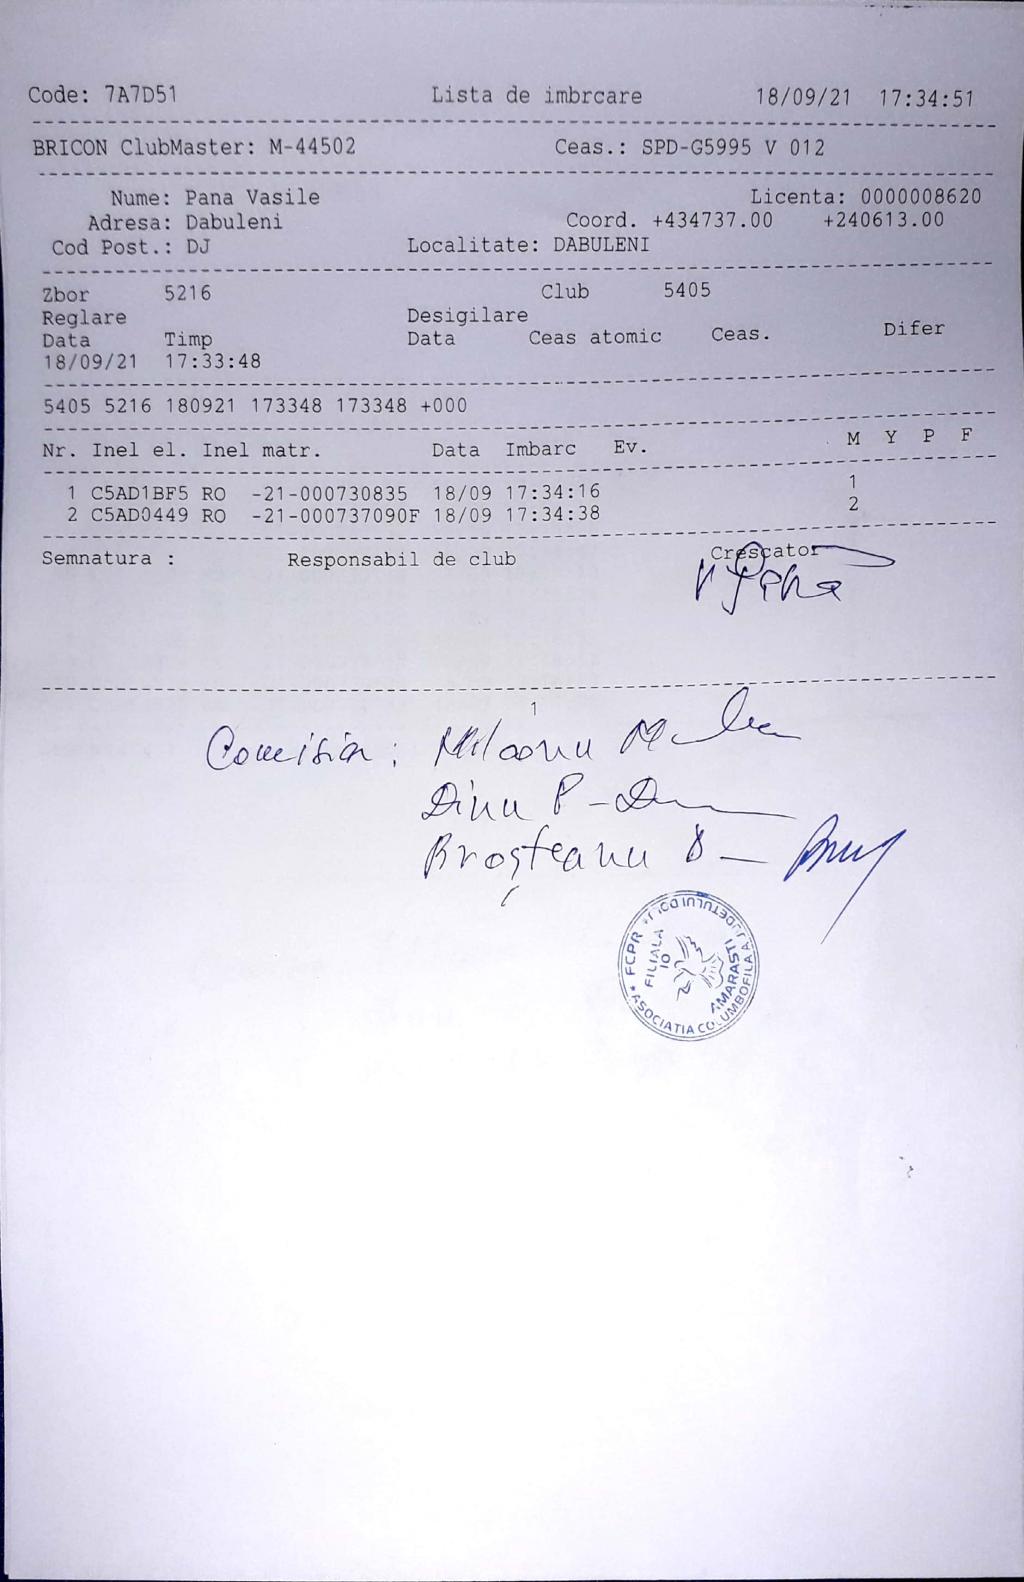 Code: 7A7D51 Lista de imbrcare 18/09/21 17:34:51
BRICON ClubMaster: M-44502 Ceas.: SPD-G5995 V 012
Nume: Pana Vasile Licenta: 0000008620
Adresa: Dabuleni Coord. +434737.00 +240613.00
Cod Post.: DJ Localitate: DABULENI
Zbor 5216 Club 5405
Reglare Desigilare
Data Timp Data Ceas atomic Ceas. Difer
18/09/21 17:33:48
5405 5216 180921 173348 173348 +000
Nr. Inel el. Inel matr. Data Imbarc Ev. M Y P F
1 C5AD1BF5 RO -21-000730835 18/09 17:34:16 1
2 C5AD0449 RO -21-000737090F 18/09 17:34:38 2
Semnatura : Responsabil de club Crescator
1
Comisia:
Dinu P -
Broșteanu D -
FCPR
FILIALA
10
AMARASTI
ASOCIATIA COLUMBOFILA A JUDETULUI DOLJ